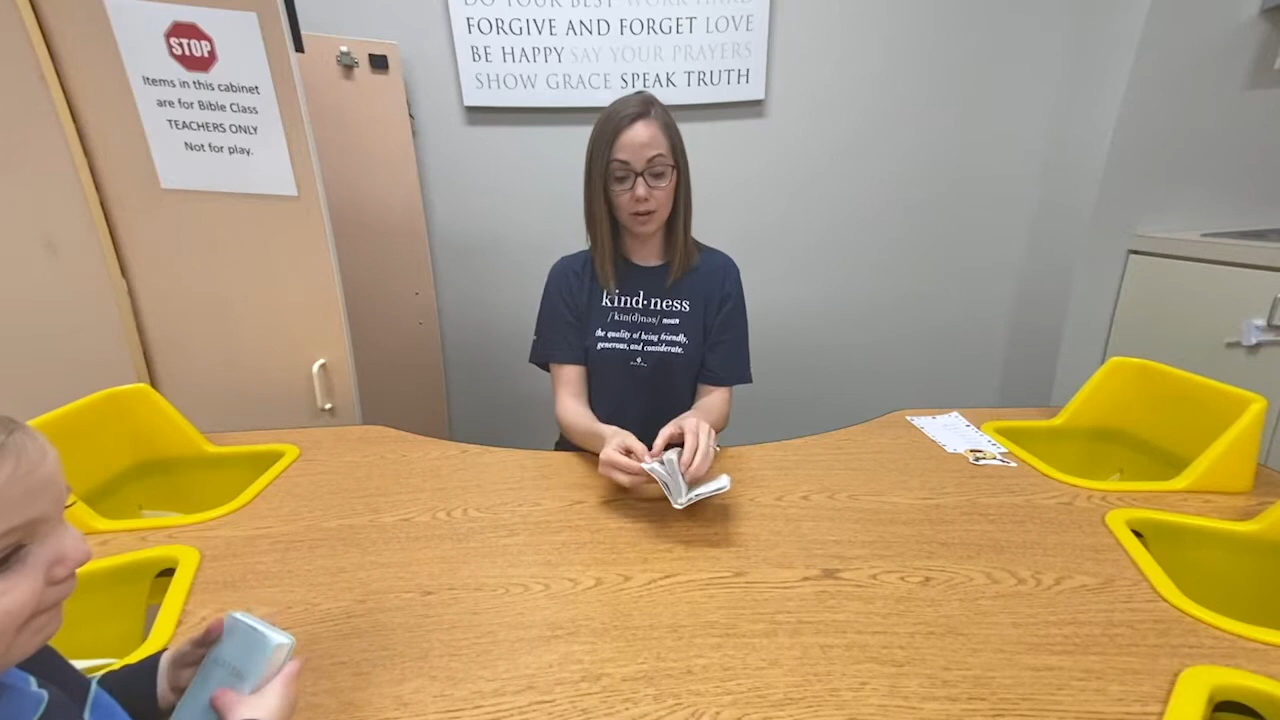 STOP
Items in this cabinet
are for Bible Class
TEACHERS ONLY
Not for play.
DO YOUR BEST WORK HARD
FORGIVE AND FORGET LOVE
BE HAPPY SAY YOUR PRAYERS
SHOW GRACE SPEAK TRUTH
kind·ness
/ˈkīn(d)nəs/ noun
the quality of being friendly,
generous, and considerate.